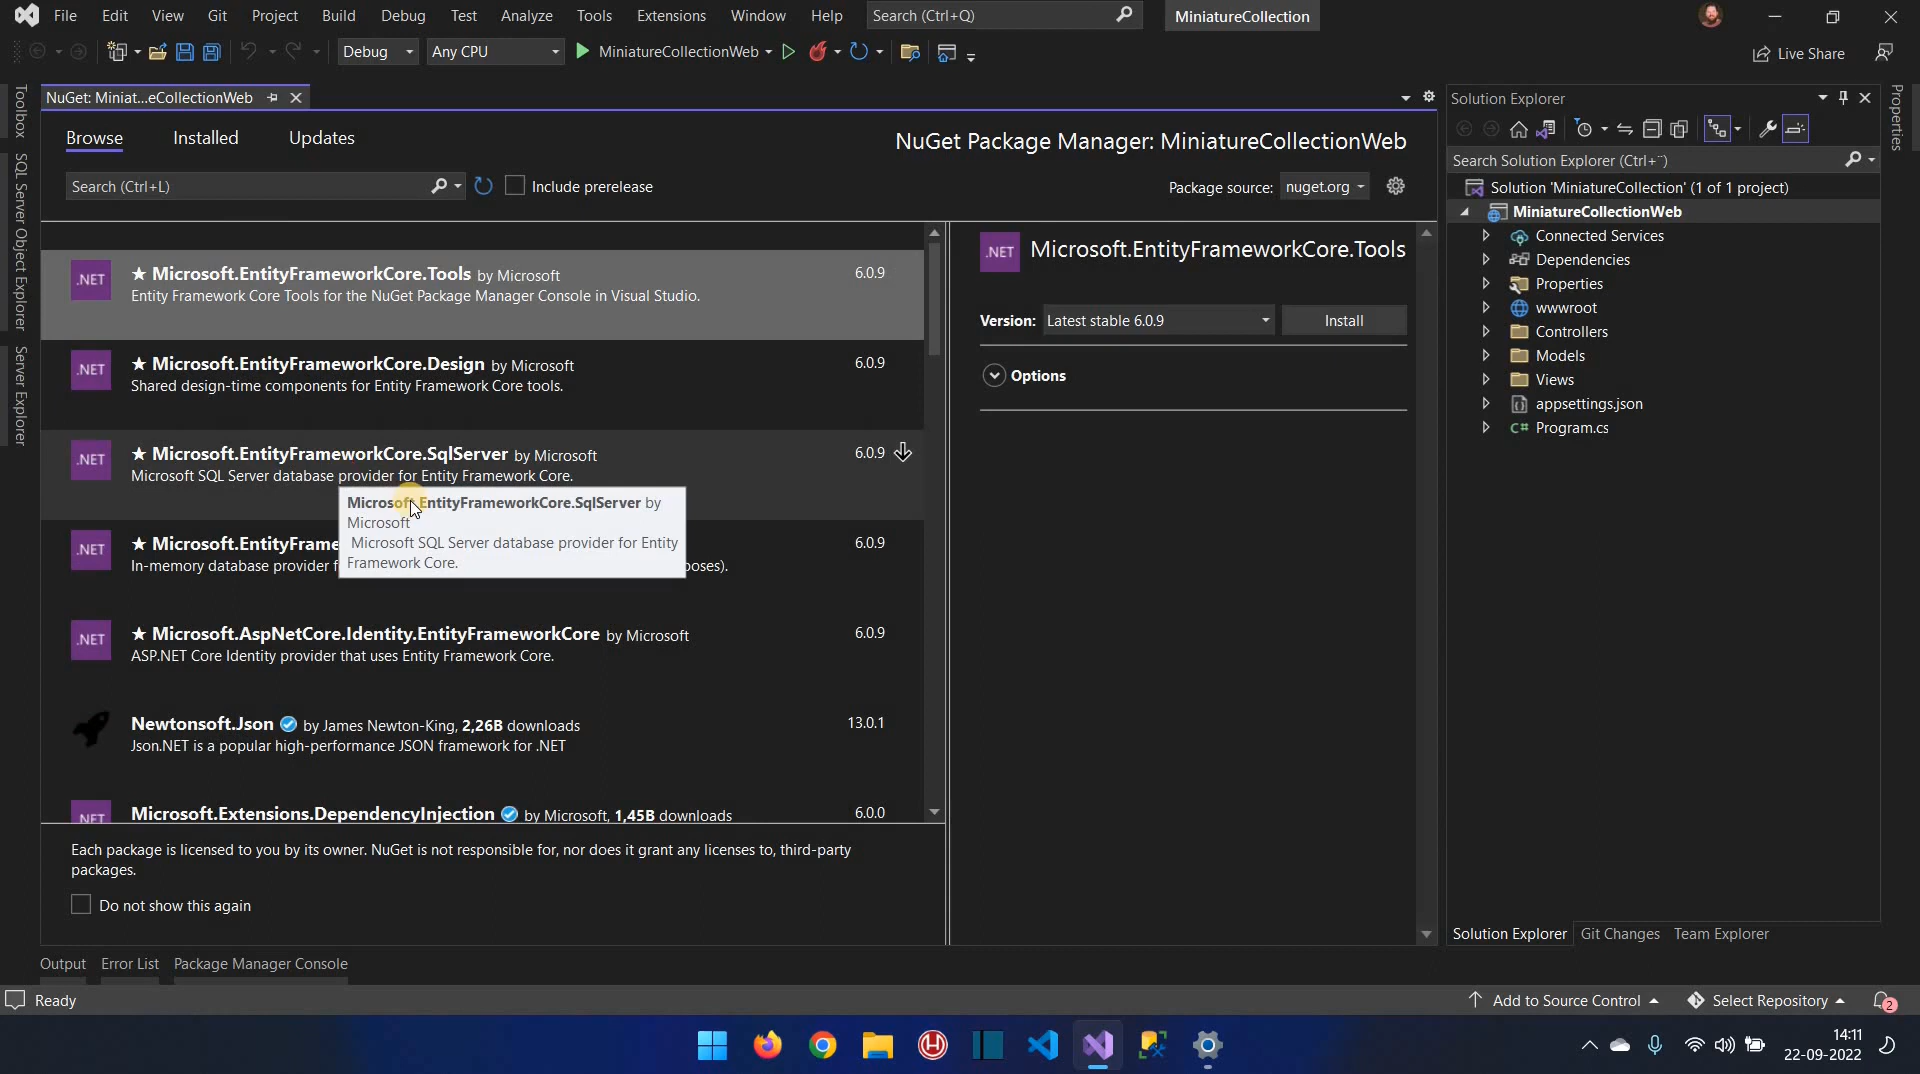 File Edit View Git Project Build Debug Test Analyze Tools Extensions Window Help Search (Ctrl+Q) MiniatureCollection
Debug Any CPU MiniatureCollectionWeb Live Share
NuGet: Miniat...eCollectionWeb
Browse Installed Updates
NuGet Package Manager: MiniatureCollectionWeb
Search (Ctrl+L) Include prerelease
Package source: nuget.org
Microsoft.EntityFrameworkCore.Tools by Microsoft 6.0.9
Entity Framework Core Tools for the NuGet Package Manager Console in Visual Studio.
.NET
Microsoft.EntityFrameworkCore.Design by Microsoft 6.0.9
Shared design-time components for Entity Framework Core tools.
.NET
Microsoft.EntityFrameworkCore.SqlServer by Microsoft 6.0.9
Microsoft SQL Server database provider for Entity Framework Core.
.NET
Microsoft.EntityFrameworkCore.SqlServer by
Microsoft
Microsoft SQL Server database provider for Entity
Framework Core.
Microsoft.EntityFrame 6.0.9
In-memory database provider f poses).
.NET
Microsoft.AspNetCore.Identity.EntityFrameworkCore by Microsoft 6.0.9
ASP.NET Core Identity provider that uses Entity Framework Core.
.NET
Newtonsoft.Json by James Newton-King, 2,26B downloads 13.0.1
Json.NET is a popular high-performance JSON framework for .NET
Microsoft.Extensions.DependencyInjection by Microsoft, 1,45B downloads 6.0.0
.NET
Each package is licensed to you by its owner. NuGet is not responsible for, nor does it grant any licenses to, third-party
packages.
Do not show this again
.NET Microsoft.EntityFrameworkCore.Tools
Version: Latest stable 6.0.9 Install
Options
Solution Explorer
Search Solution Explorer (Ctrl+¨)
Solution 'MiniatureCollection' (1 of 1 project)
MiniatureCollectionWeb
Connected Services
Dependencies
Properties
wwwroot
Controllers
Models
Views
appsettings.json
C# Program.cs
Solution Explorer Git Changes Team Explorer
Toolbox
SQL Server Object Explorer
Server Explorer
Properties
Output Error List Package Manager Console
Ready Add to Source Control Select Repository 2
14:11
22-09-2022